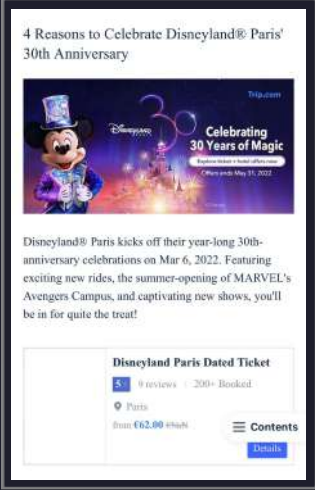 4 Reasons to Celebrate Disneyland® Paris'
30th Anniversary
Trip.com
Disneyland
30
Celebrating
30 Years of Magic
Explore ticket + hotel offers now
Offers ends May 31, 2022
Disneyland® Paris kicks off their year-long 30th-
anniversary celebrations on Mar 6, 2022. Featuring
exciting new rides, the summer-opening of MARVEL's
Avengers Campus, and captivating new shows, you'll
be in for quite the treat!
Disneyland Paris Dated Ticket
5 9 reviews | 200+ Booked
Paris
from €62.00
Contents
Details